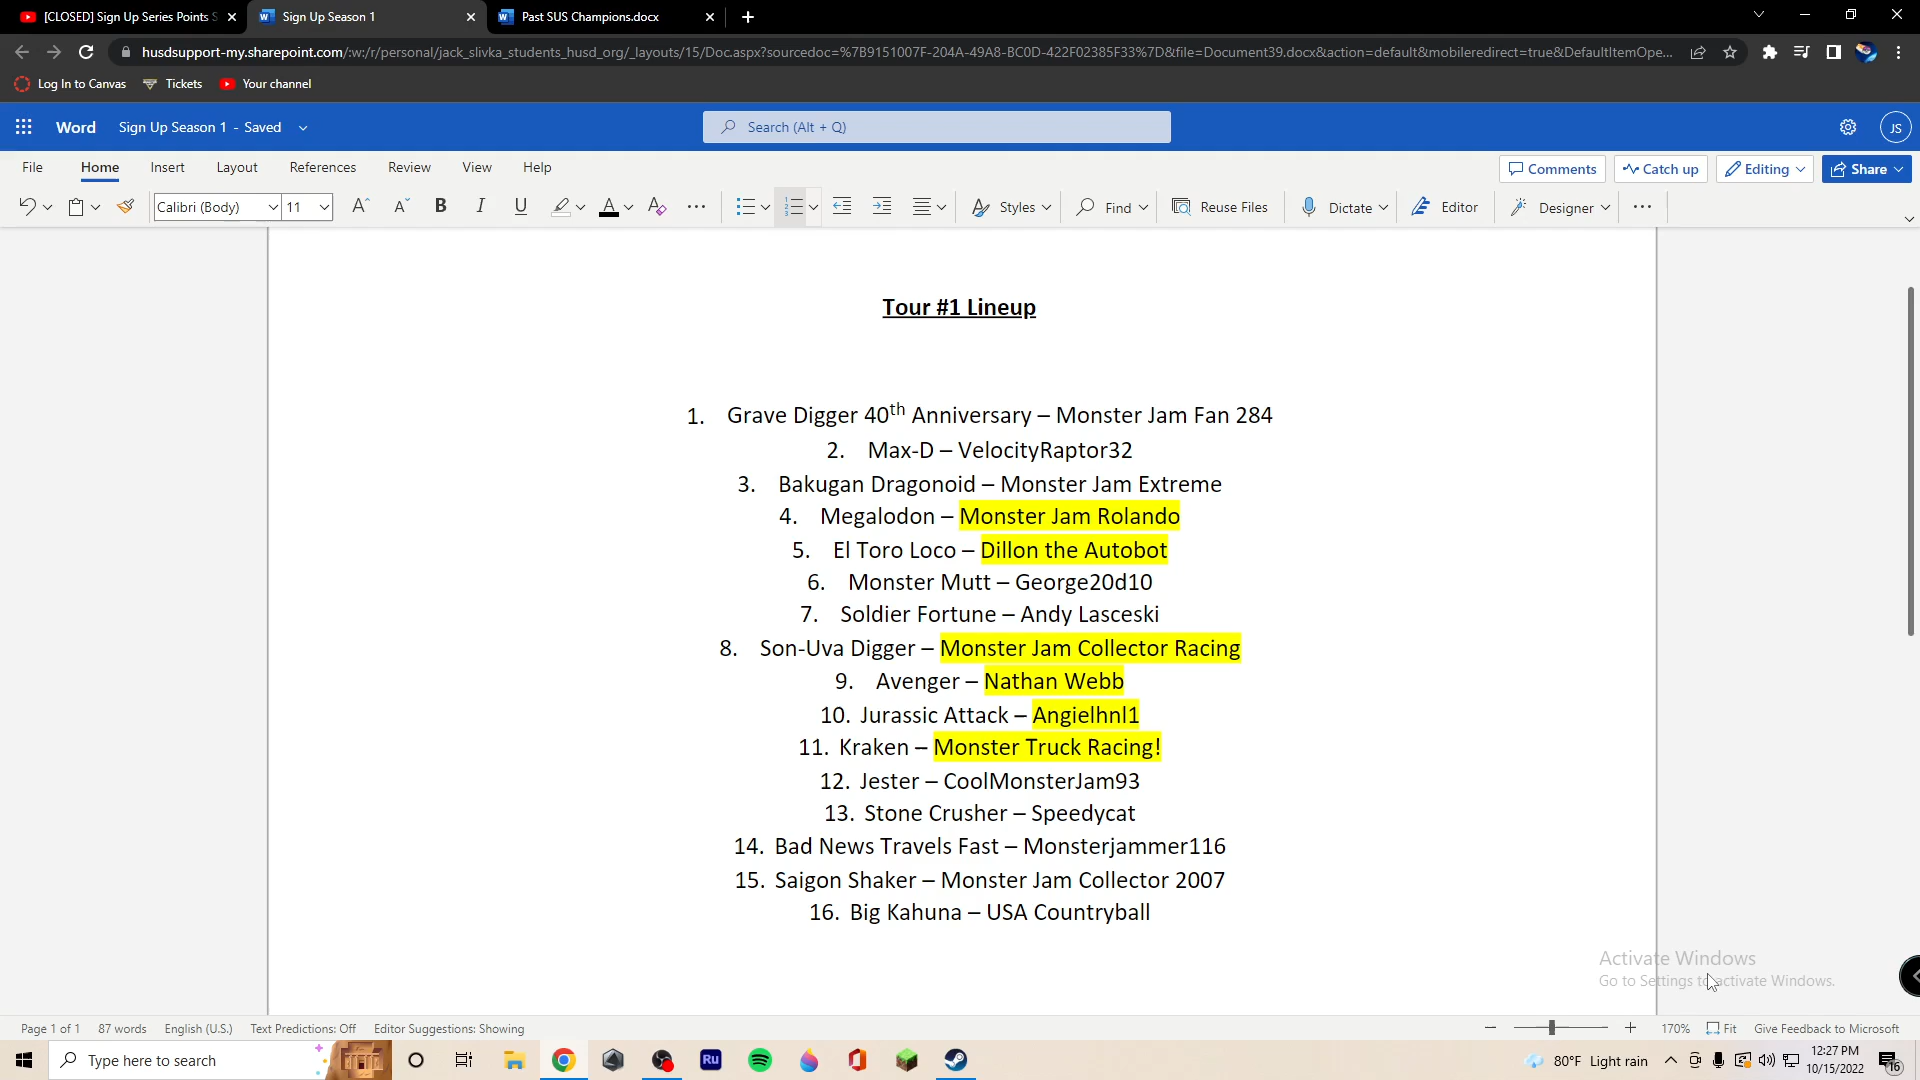 [CLOSED] Sign Up Series Points S
Sign Up Season 1
Past SUS Champions.docx
husdsupport-my.sharepoint.com/:w:/r/personal/jack_slivka_students_husd_org/_layouts/15/Doc.aspx?sourcedoc=%7B9151007F-204A-49A8-BC0D-422F02385F33%7D&file=Document39.docx&action=default&mobileredirect=true&DefaultItemOpe...
Log In to Canvas Tickets Your channel
Word Sign Up Season 1 - Saved Search (Alt + Q) JS
File Home Insert Layout References Review View Help Comments Catch up Editing Share
Calibri (Body) 11 B I U A Styles Find Reuse Files Dictate Editor Designer
Tour #1 Lineup
1. Grave Digger 40th Anniversary – Monster Jam Fan 284
2. Max-D – VelocityRaptor32
3. Bakugan Dragonoid – Monster Jam Extreme
4. Megalodon – Monster Jam Rolando
5. El Toro Loco – Dillon the Autobot
6. Monster Mutt – George20d10
7. Soldier Fortune – Andy Lasceski
8. Son-Uva Digger – Monster Jam Collector Racing
9. Avenger – Nathan Webb
10. Jurassic Attack – Angielhnl1
11. Kraken – Monster Truck Racing!
12. Jester – CoolMonsterJam93
13. Stone Crusher – Speedycat
14. Bad News Travels Fast – Monsterjammer116
15. Saigon Shaker – Monster Jam Collector 2007
16. Big Kahuna – USA Countryball
Activate Windows
Go to Settings to activate Windows.
Page 1 of 1 87 words English (U.S.) Text Predictions: Off Editor Suggestions: Showing 170% Fit Give Feedback to Microsoft
Type here to search Ru 80°F Light rain 12:27 PM
10/15/2022 16